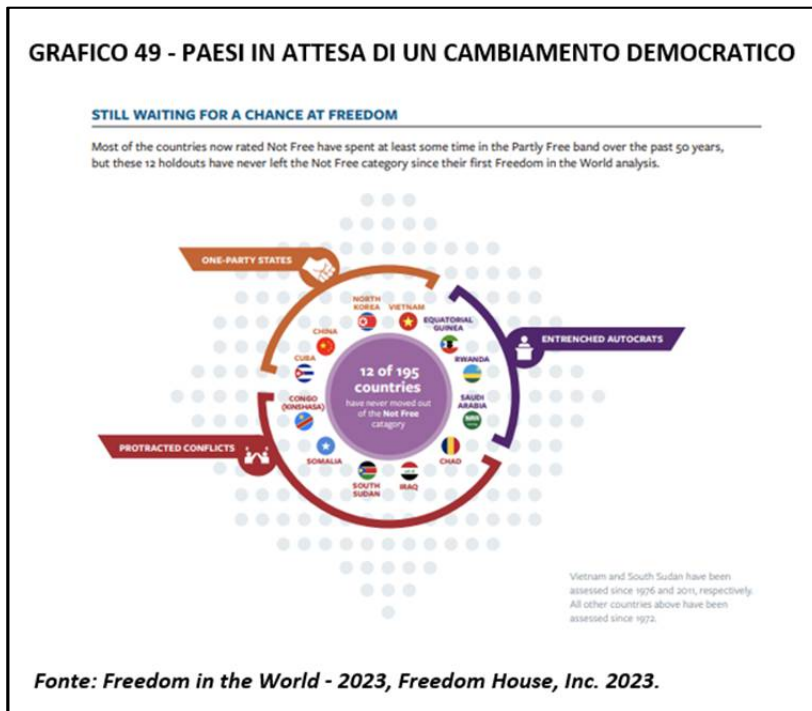 GRAFICO 49 - PAESI IN ATTESA DI UN CAMBIAMENTO DEMOCRATICO
STILL WAITING FOR A CHANCE AT FREEDOM
Most of the countries now rated Not Free have spent at least some time in the Partly Free band over the past 50 years,
but these 12 holdouts have never left the Not Free category since their first Freedom in the World analysis.
ONE-PARTY STATES
NORTH
KOREA
VIETNAM
CHINA
CUBA
EQUATORIAL
GUINEA
RWANDA
SAUDI
ARABIA
ENTRENCHED AUTOCRATS
12 of 195
countries
have never moved out
of the Not Free
catagory
CONGO
(KINSHASA)
SOMALIA
SOUTH
SUDAN
IRAQ
CHAD
PROTRACTED CONFLICTS
Vietnam and South Sudan have been
assessed since 1976 and 2011, respectively.
All other countries above have been
assessed since 1972.
Fonte: Freedom in the World - 2023, Freedom House, Inc. 2023.